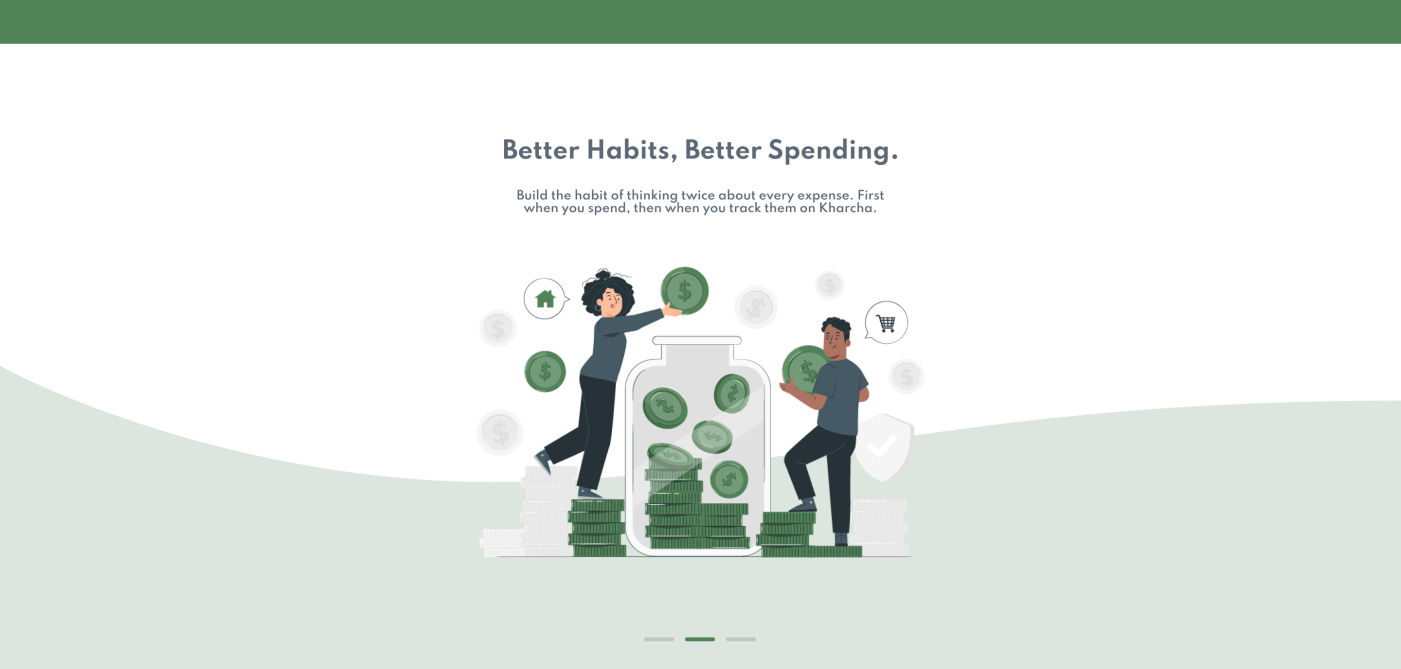 Better Habits, Better Spending.
Build the habit of thinking twice about every expense. First
when you spend, then when you track them on Kharcha.